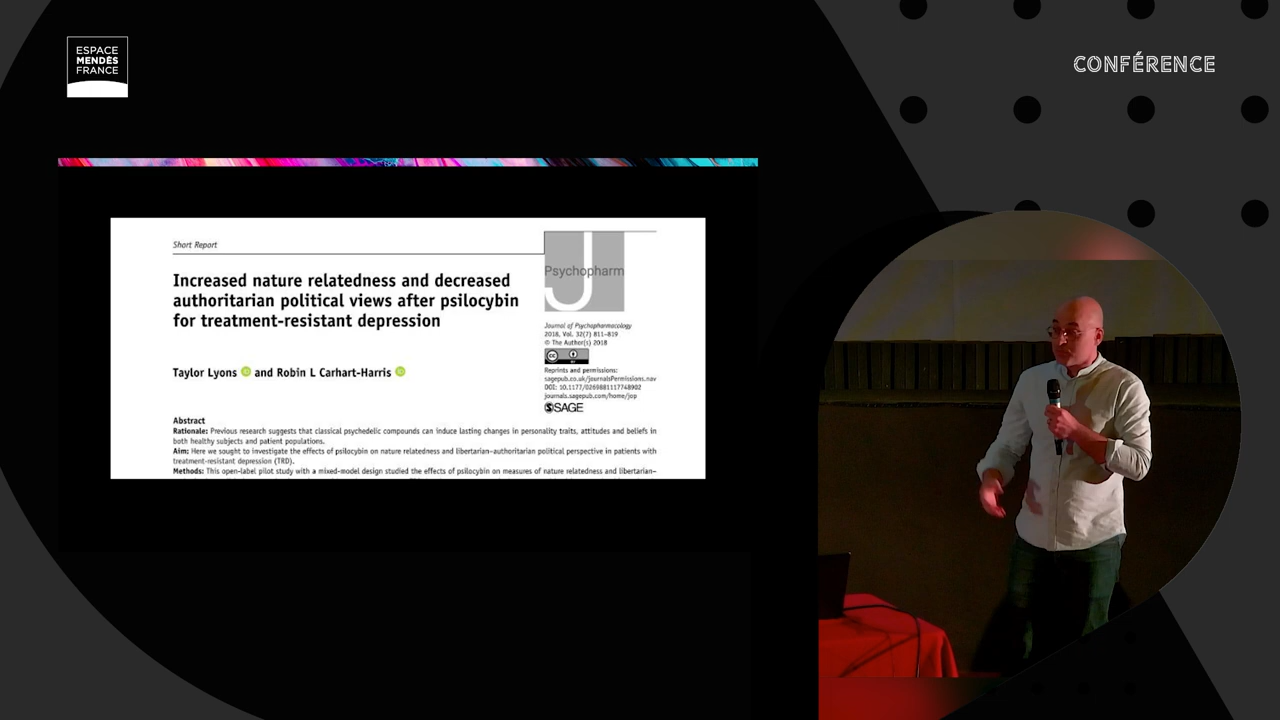 ESPACE
MENDÈS
FRANCE
CONFÉRENCE
Short Report
Increased nature relatedness and decreased
authoritarian political views after psilocybin
for treatment-resistant depression
Psychopharm
J
Journal of Psychopharmacology
2018, Vol. 32(7) 811–819
© The Author(s) 2018
cc
BY
Reprints and permissions:
sagepub.co.uk/journalsPermissions.nav
DOI: 10.1177/0269881117748902
journals.sagepub.com/home/jop
SAGE
Taylor Lyons iD and Robin L Carhart-Harris iD
Abstract
Rationale: Previous research suggests that classical psychedelic compounds can induce lasting changes in personality traits, attitudes and beliefs in
both healthy subjects and patient populations.
Aim: Here we sought to investigate the effects of psilocybin on nature relatedness and libertarian–authoritarian political perspective in patients with
treatment-resistant depression (TRD).
Methods: This open-label pilot study with a mixed-model design studied the effects of psilocybin on measures of nature relatedness and libertarian–